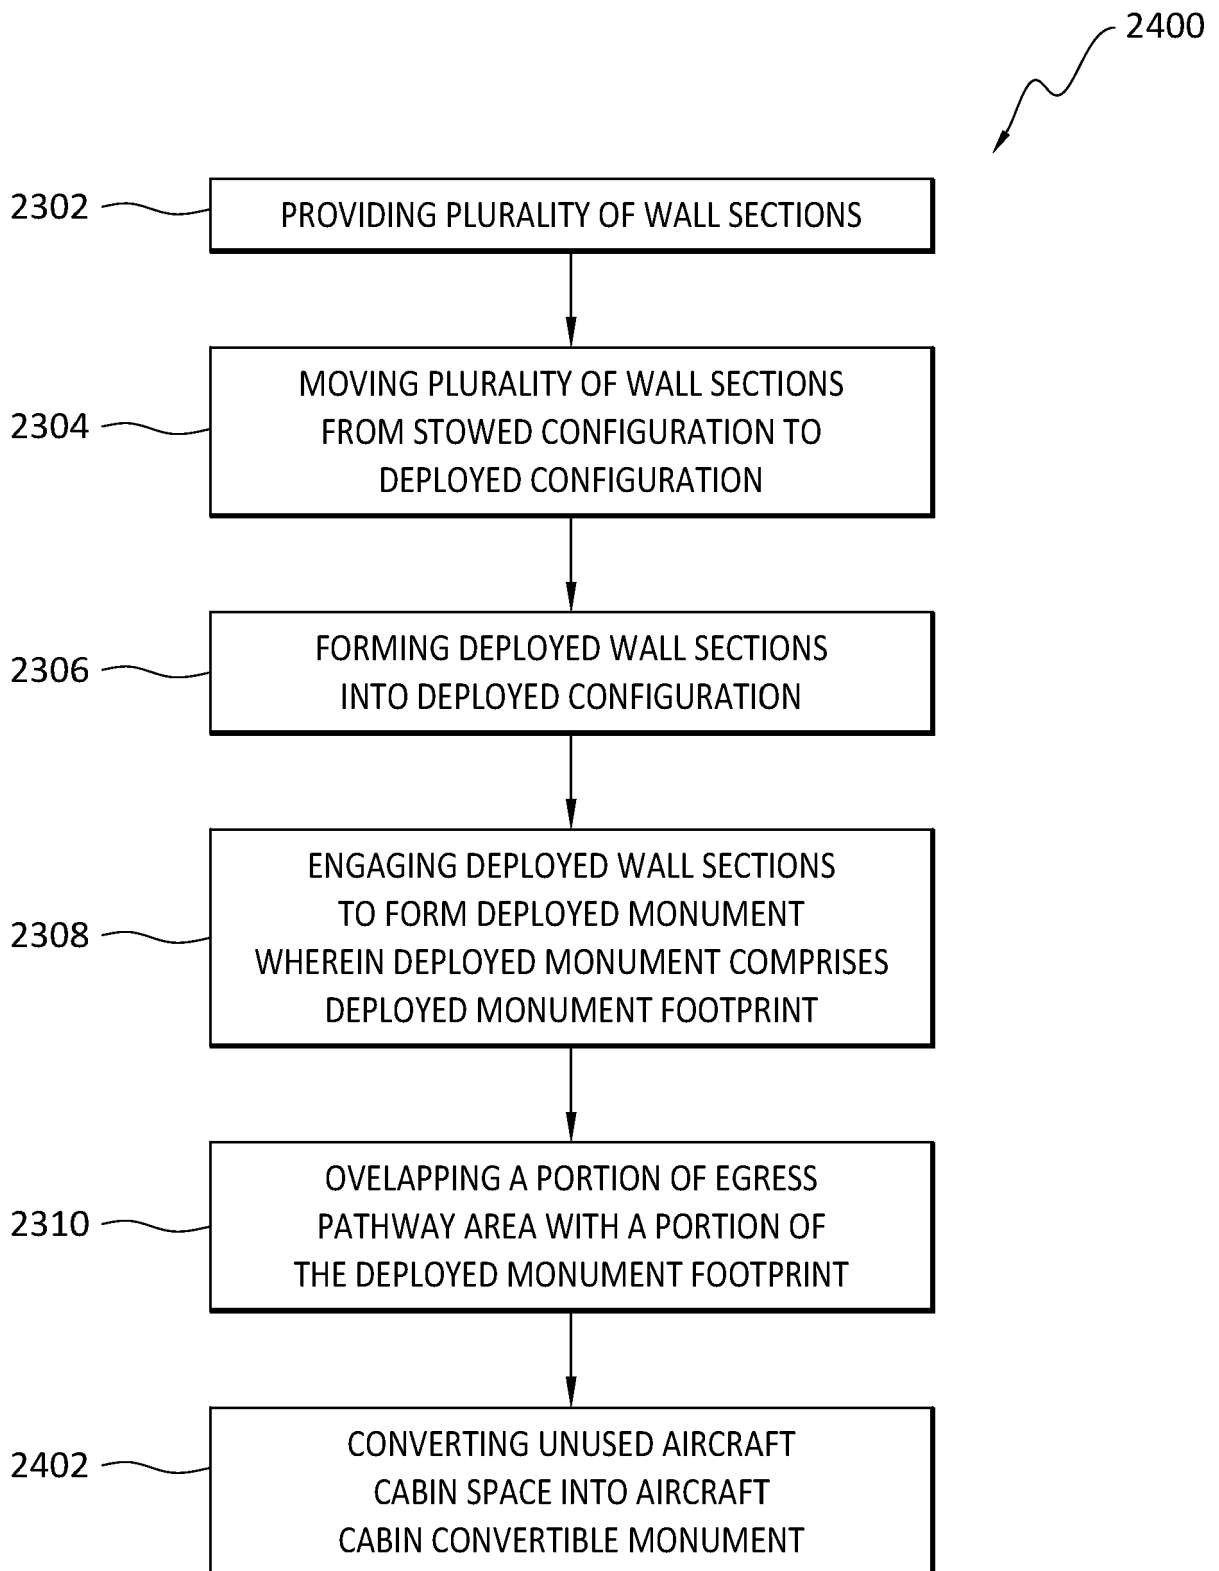 2400
2302
PROVIDING PLURALITY OF WALL SECTIONS
2304
MOVING PLURALITY OF WALL SECTIONS
FROM STOWED CONFIGURATION TO
DEPLOYED CONFIGURATION
2306
FORMING DEPLOYED WALL SECTIONS
INTO DEPLOYED CONFIGURATION
2308
ENGAGING DEPLOYED WALL SECTIONS
TO FORM DEPLOYED MONUMENT
WHEREIN DEPLOYED MONUMENT COMPRISES
DEPLOYED MONUMENT FOOTPRINT
2310
OVELAPPING A PORTION OF EGRESS
PATHWAY AREA WITH A PORTION OF
THE DEPLOYED MONUMENT FOOTPRINT
2402
CONVERTING UNUSED AIRCRAFT
CABIN SPACE INTO AIRCRAFT
CABIN CONVERTIBLE MONUMENT